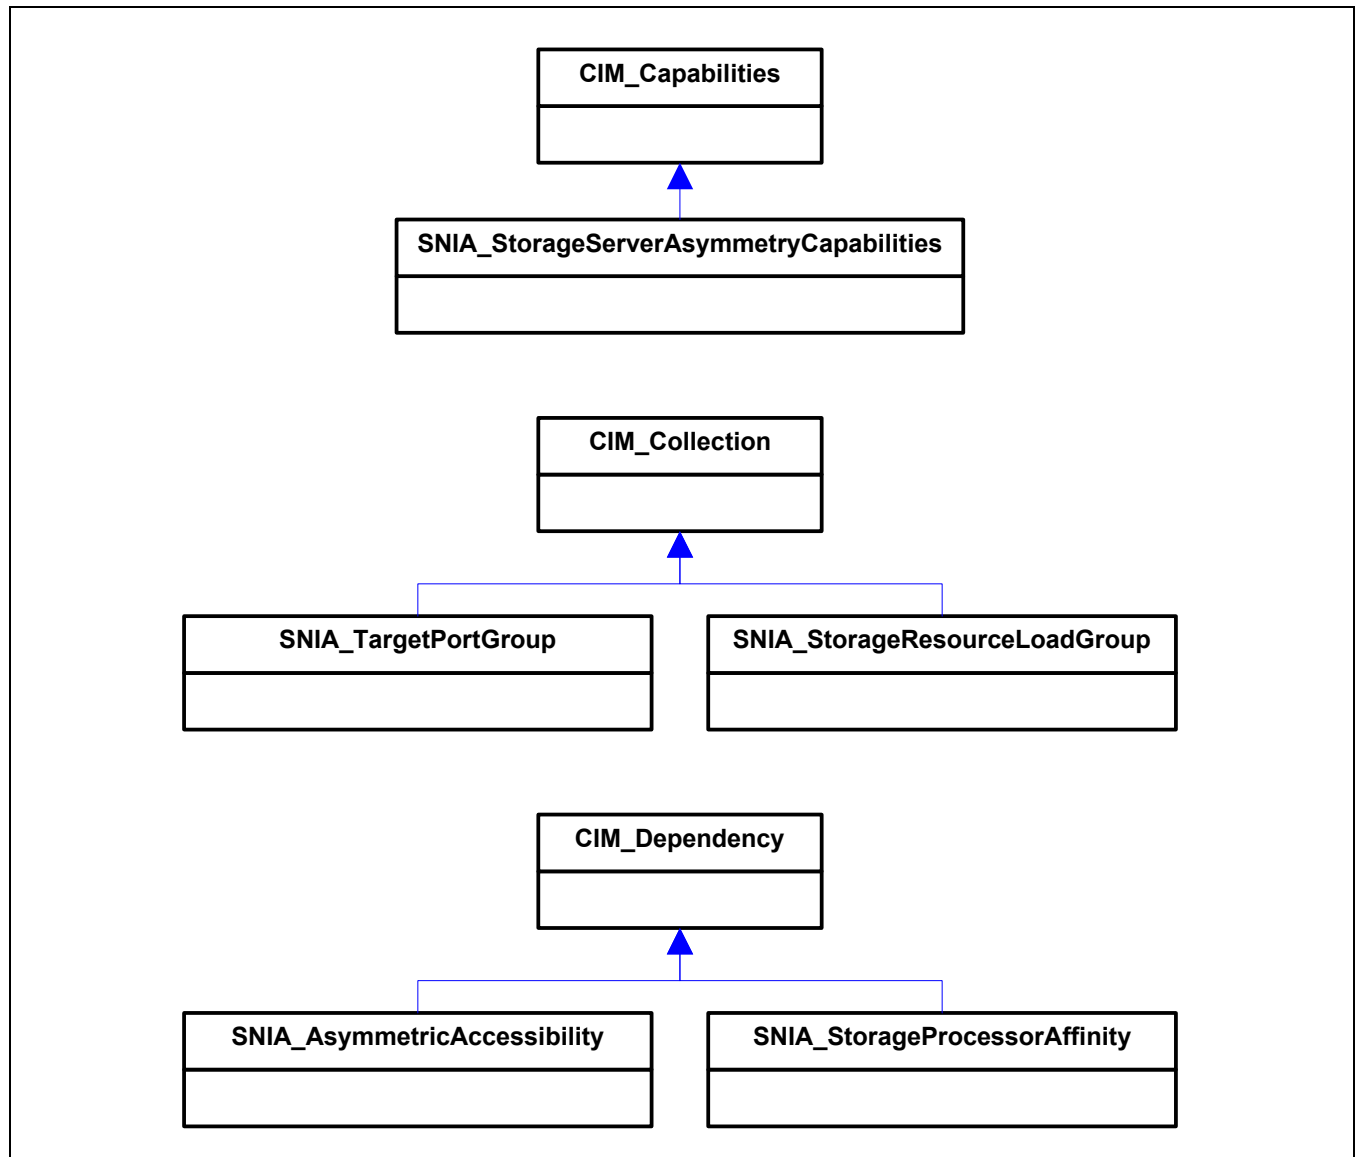 CIM_Capabilities
SNIA_StorageServerAsymmetryCapabilities
CIM_Collection
SNIA_TargetPortGroup
SNIA_StorageResourceLoadGroup
CIM_Dependency
SNIA_AsymmetricAccessibility
SNIA_StorageProcessorAffinity